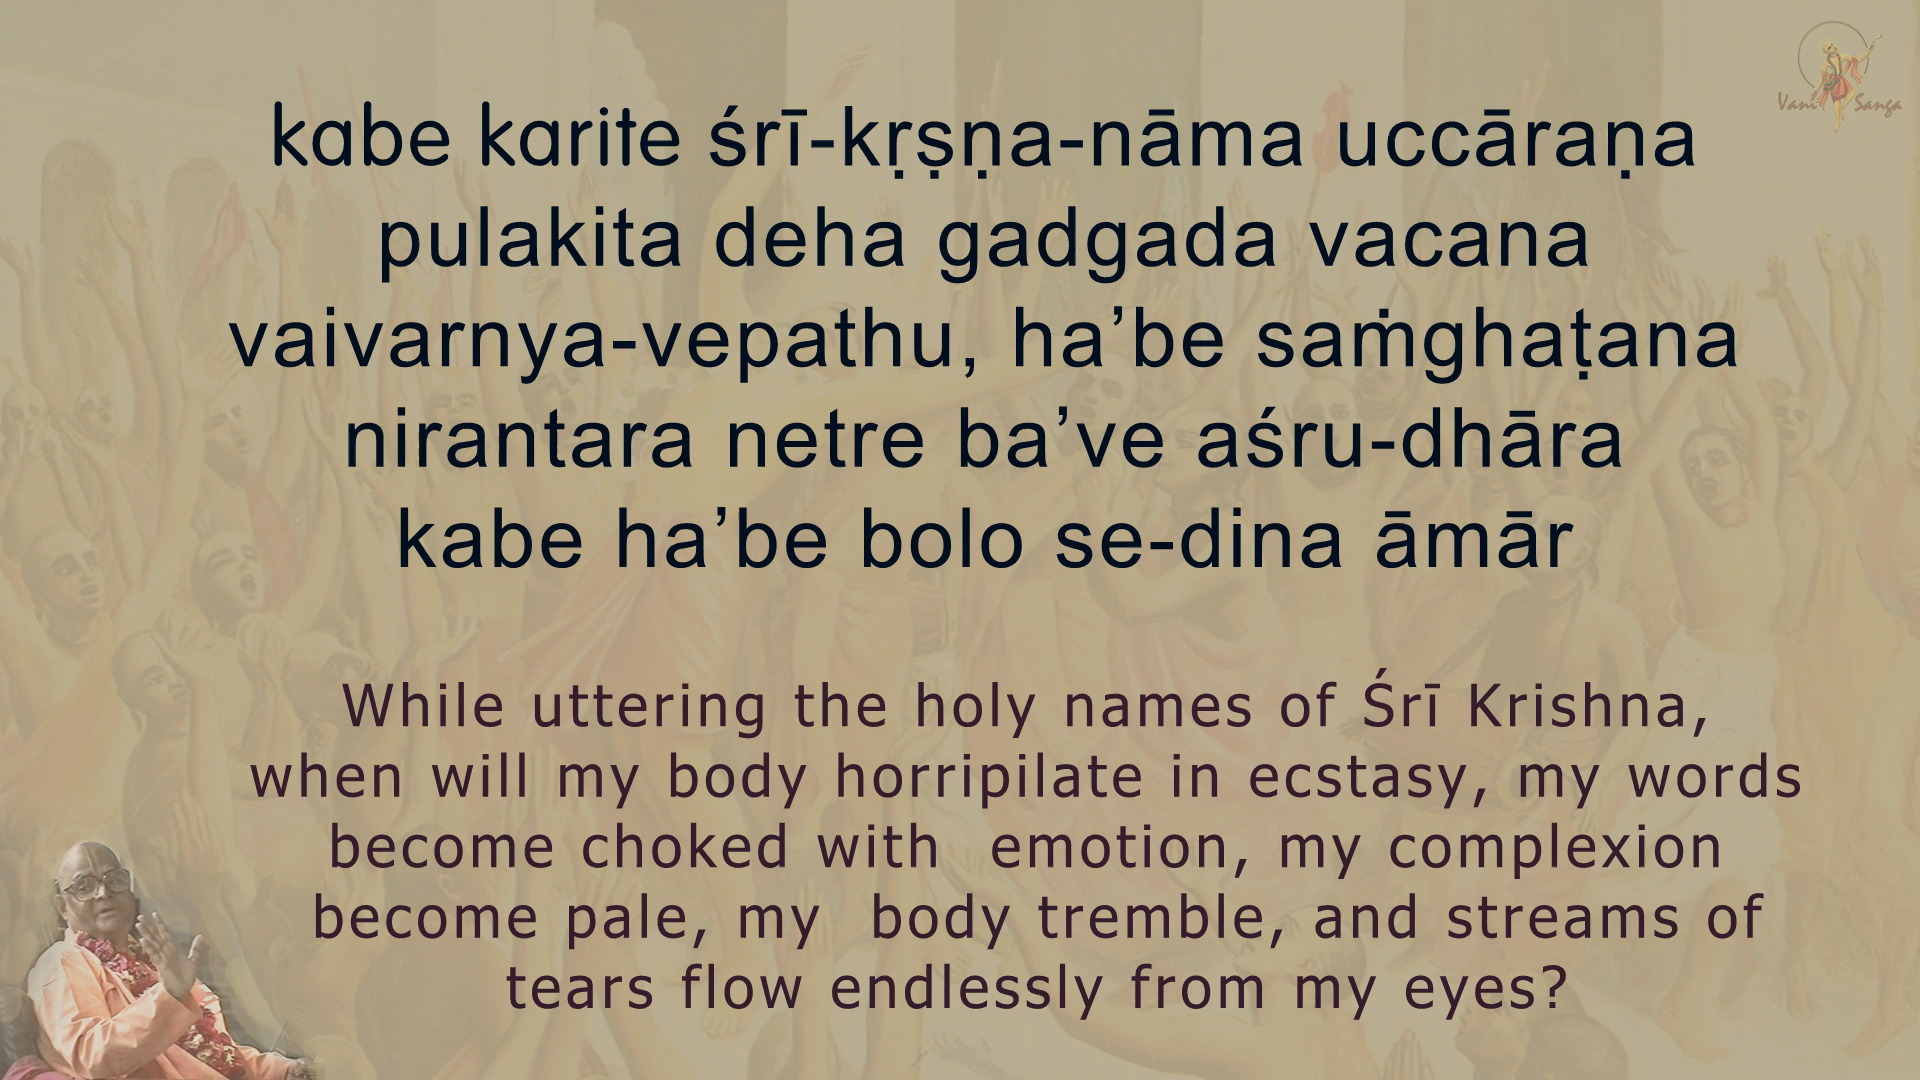 Vani Sanga
kabe karite śrī-kṛṣṇa-nāma uccāraṇa
pulakita deha gadgada vacana
vaivarnya-vepathu, ha’be saṁghaṭana
nirantara netre ba’ve aśru-dhāra
kabe ha’be bolo se-dina āmār
While uttering the holy names of Śrī Krishna,
when will my body horripilate in ecstasy, my words
become choked with emotion, my complexion
become pale, my body tremble, and streams of
tears flow endlessly from my eyes?